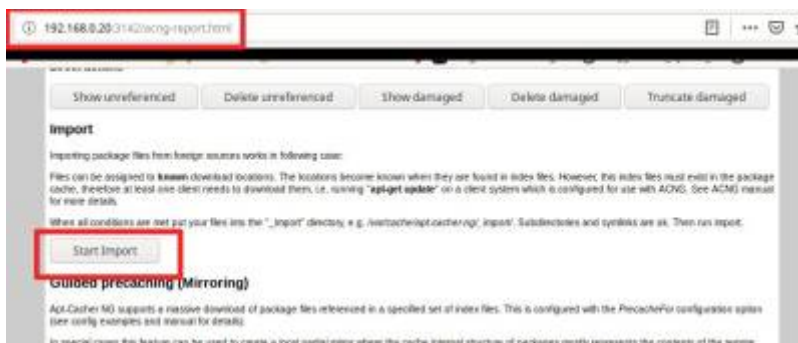 192.168.0.20:3142/acng-report.html
Show unreferenced
Delete unreferenced
Show damaged
Delete damaged
Truncate damaged
Import
Importing package files from foreign sources works in following case:
Files can be assigned to known download locations. The locations become known when they are found in index files. However, this index files must exist in the package
cache, therefore at least one client needs to download them, i.e. running "apt-get update" on a client system which is configured for use with ACNG. See ACNG manual
for more details.
When all conditions are met put your files into the "_import" directory, e.g. /var/cache/apt-cacher-ng/_import/. Subdirectories and symlinks are ok. Then run import.
Start Import
Guided precaching (Mirroring)
Apt-Cacher NG supports a massive download of package files referenced in a specified set of index files. This is configured with the PrecacheFor configuration option
(see config examples and manual for details).